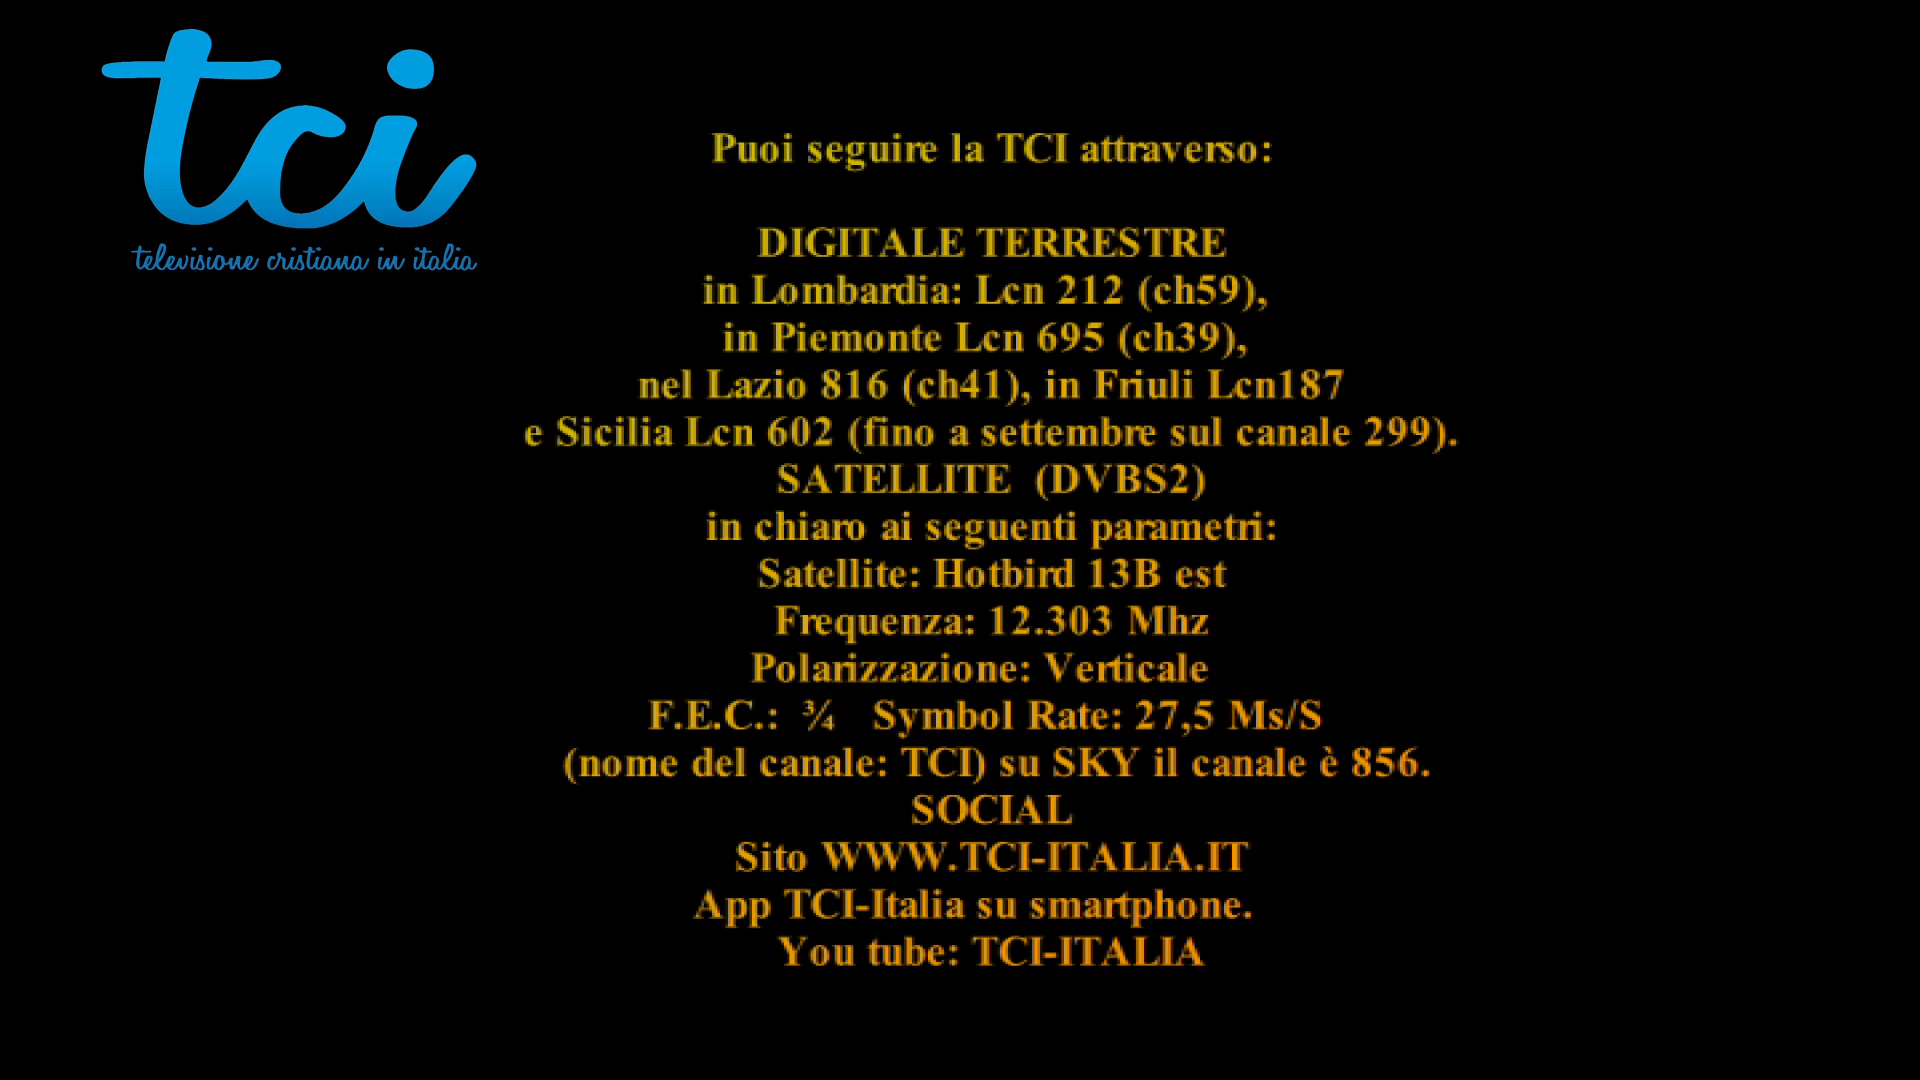 tci
televisione cristiana in italia
Puoi seguire la TCI attraverso:
DIGITALE TERRESTRE
in Lombardia: Lcn 212 (ch59),
in Piemonte Lcn 695 (ch39),
nel Lazio 816 (ch41), in Friuli Lcn187
e Sicilia Lcn 602 (fino a settembre sul canale 299).
SATELLITE (DVBS2)
in chiaro ai seguenti parametri:
Satellite: Hotbird 13B est
Frequenza: 12.303 Mhz
Polarizzazione: Verticale
F.E.C.: ¾ Symbol Rate: 27,5 Ms/S
(nome del canale: TCI) su SKY il canale è 856.
SOCIAL
Sito WWW.TCI-ITALIA.IT
App TCI-Italia su smartphone.
You tube: TCI-ITALIA